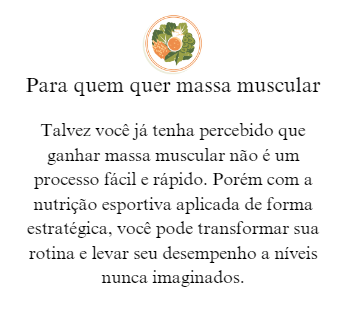 Para quem quer massa muscular
Talvez você já tenha percebido que
ganhar massa muscular não é um
processo fácil e rápido. Porém com a
nutrição esportiva aplicada de forma
estratégica, você pode transformar sua
rotina e levar seu desempenho a níveis
nunca imaginados.